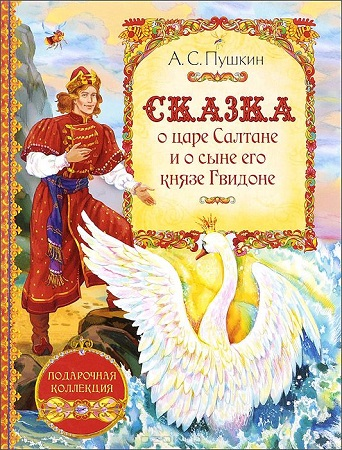 А. С. Пушкин
Сказка
о царе Салтане
и о сыне его
князе Гвидоне
ПОДАРОЧНАЯ
КОЛЛЕКЦИЯ